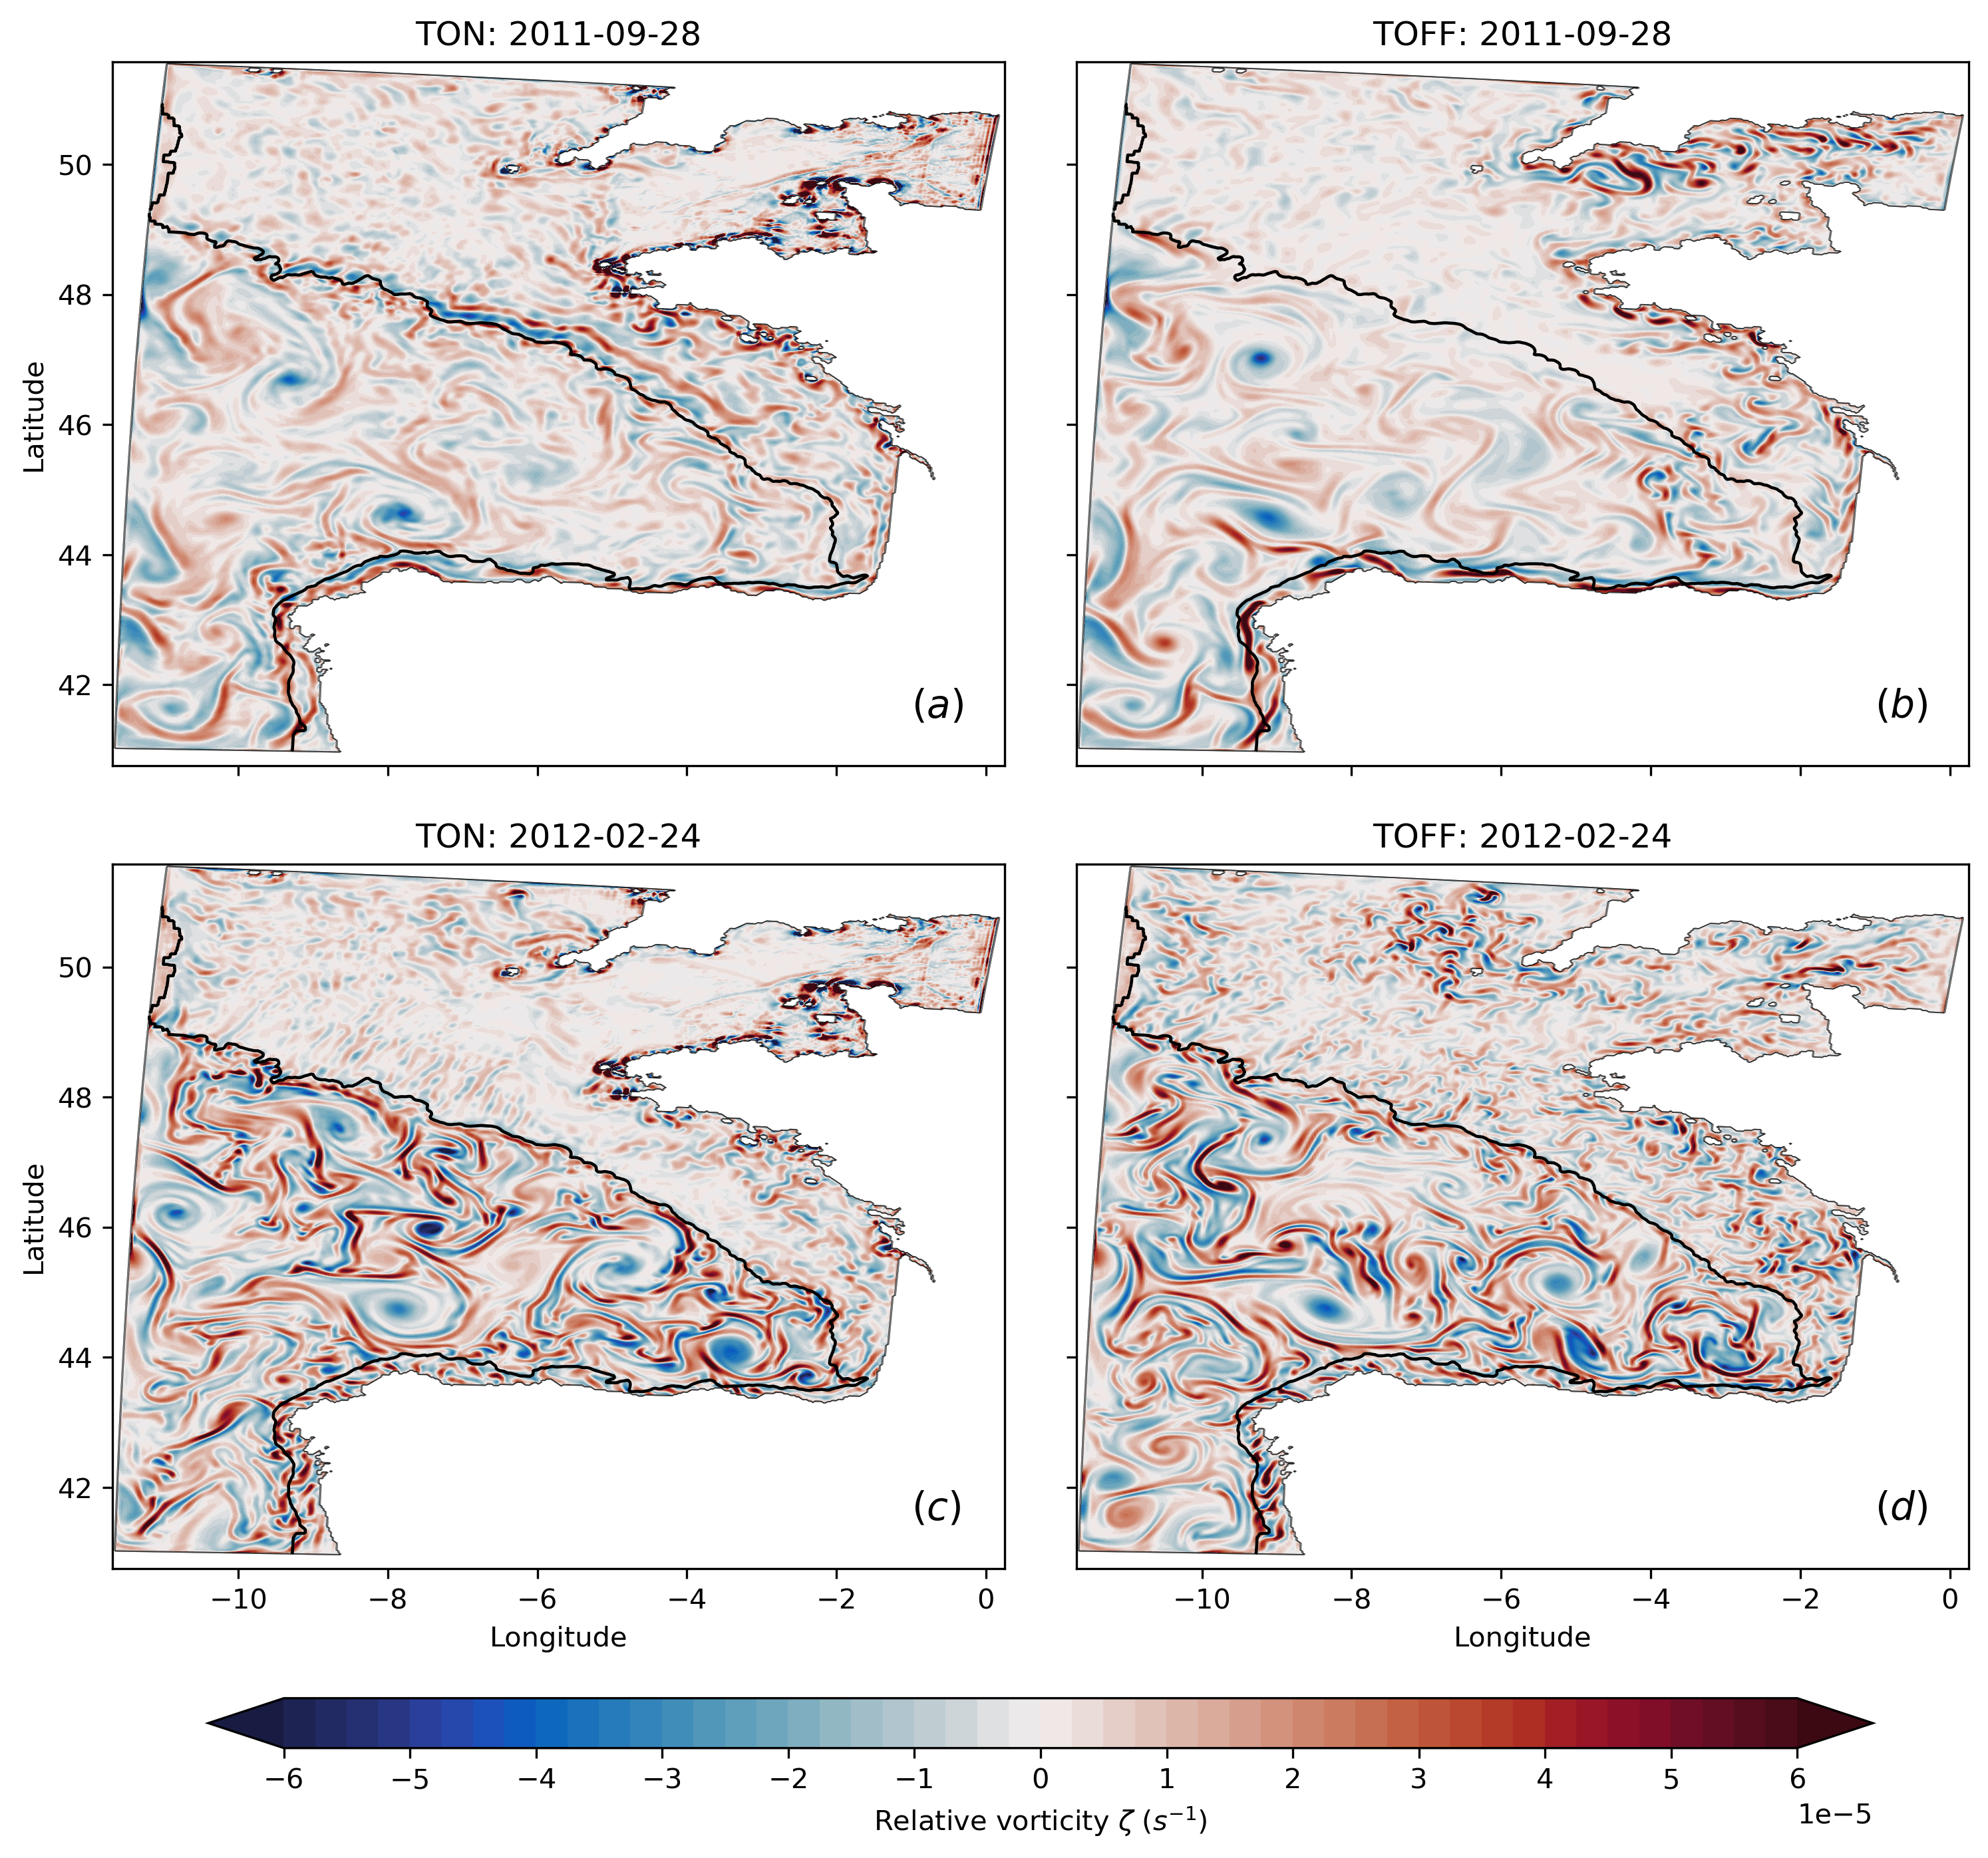 TON: 2011-09-28
TOFF: 2011-09-28
50
48
46
44
42
Latitude
(a)
(b)
TON: 2012-02-24
TOFF: 2012-02-24
50
48
46
44
42
Latitude
(c)
(d)
−10 −8 −6 −4 −2 0
−10 −8 −6 −4 −2 0
Longitude
Longitude
−6 −5 −4 −3 −2 −1 0 1 2 3 4 5 6
1e−5
Relative vorticity ζ (s⁻¹)